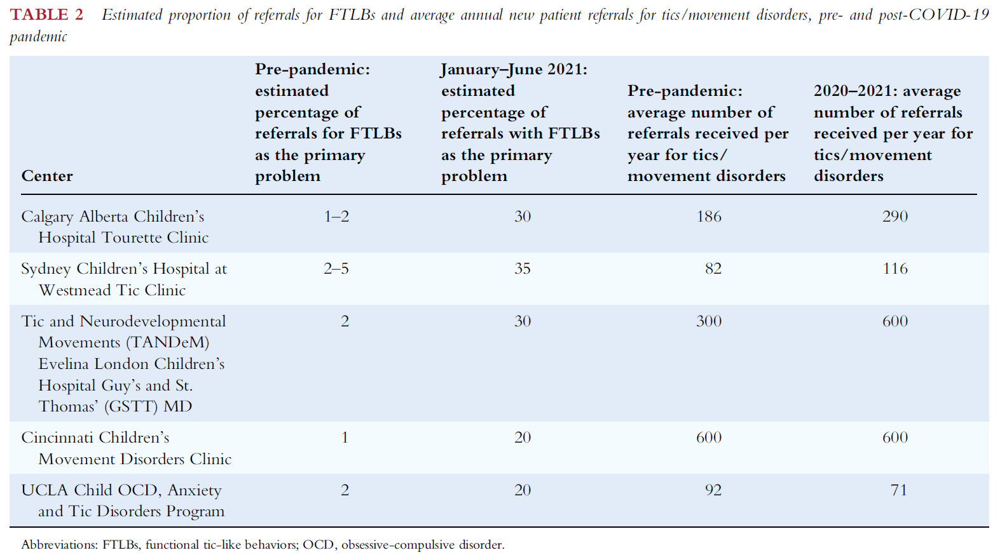 TABLE 2 Estimated proportion of referrals for FTLBs and average annual new patient referrals for tics/movement disorders, pre- and post-COVID-19
pandemic
Center
Pre-pandemic:
estimated
percentage of
referrals for FTLBs
as the primary
problem
January–June 2021:
estimated
percentage of
referrals with FTLBs
as the primary
problem
Pre-pandemic:
average number of
referrals received per
year for tics/
movement disorders
2020–2021: average
number of referrals
received per year for
tics/movement
disorders
Calgary Alberta Children’s 1–2 30 186 290
Hospital Tourette Clinic
Sydney Children’s Hospital at 2–5 35 82 116
Westmead Tic Clinic
Tic and Neurodevelopmental 2 30 300 600
Movements (TANDeM)
Evelina London Children’s
Hospital Guy’s and St.
Thomas’ (GSTT) MD
Cincinnati Children’s 1 20 600 600
Movement Disorders Clinic
UCLA Child OCD, Anxiety 2 20 92 71
and Tic Disorders Program
Abbreviations: FTLBs, functional tic-like behaviors; OCD, obsessive-compulsive disorder.